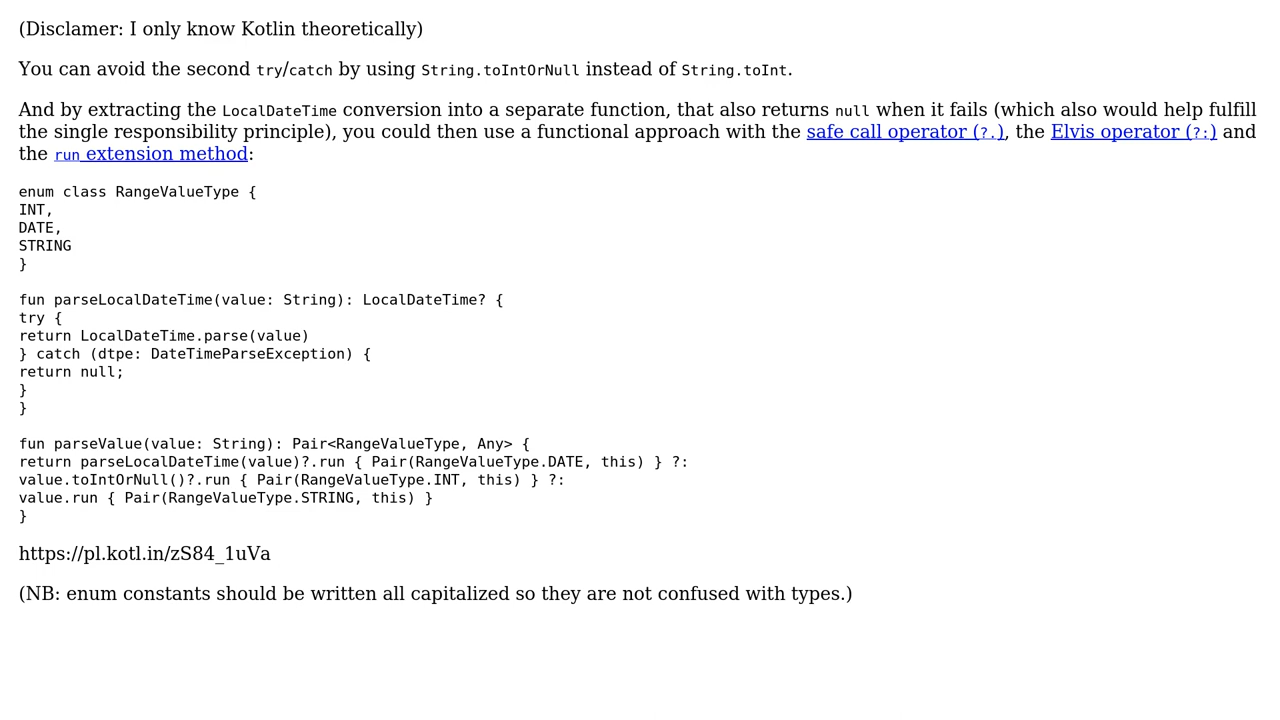 (Disclamer: I only know Kotlin theoretically)
You can avoid the second try/catch by using String.toIntOrNull instead of String.toInt.
And by extracting the LocalDateTime conversion into a separate function, that also returns null when it fails (which also would help fulfill
the single responsibility principle), you could then use a functional approach with the safe call operator (?.), the Elvis operator (?:) and
the run extension method:
enum class RangeValueType {
INT,
DATE,
STRING
}
fun parseLocalDateTime(value: String): LocalDateTime? {
try {
return LocalDateTime.parse(value)
} catch (dtpe: DateTimeParseException) {
return null;
}
}
fun parseValue(value: String): Pair<RangeValueType, Any> {
return parseLocalDateTime(value)?.run { Pair(RangeValueType.DATE, this) } ?:
value.toIntOrNull()?.run { Pair(RangeValueType.INT, this) } ?:
value.run { Pair(RangeValueType.STRING, this) }
}
https://pl.kotl.in/zS84_1uVa
(NB: enum constants should be written all capitalized so they are not confused with types.)